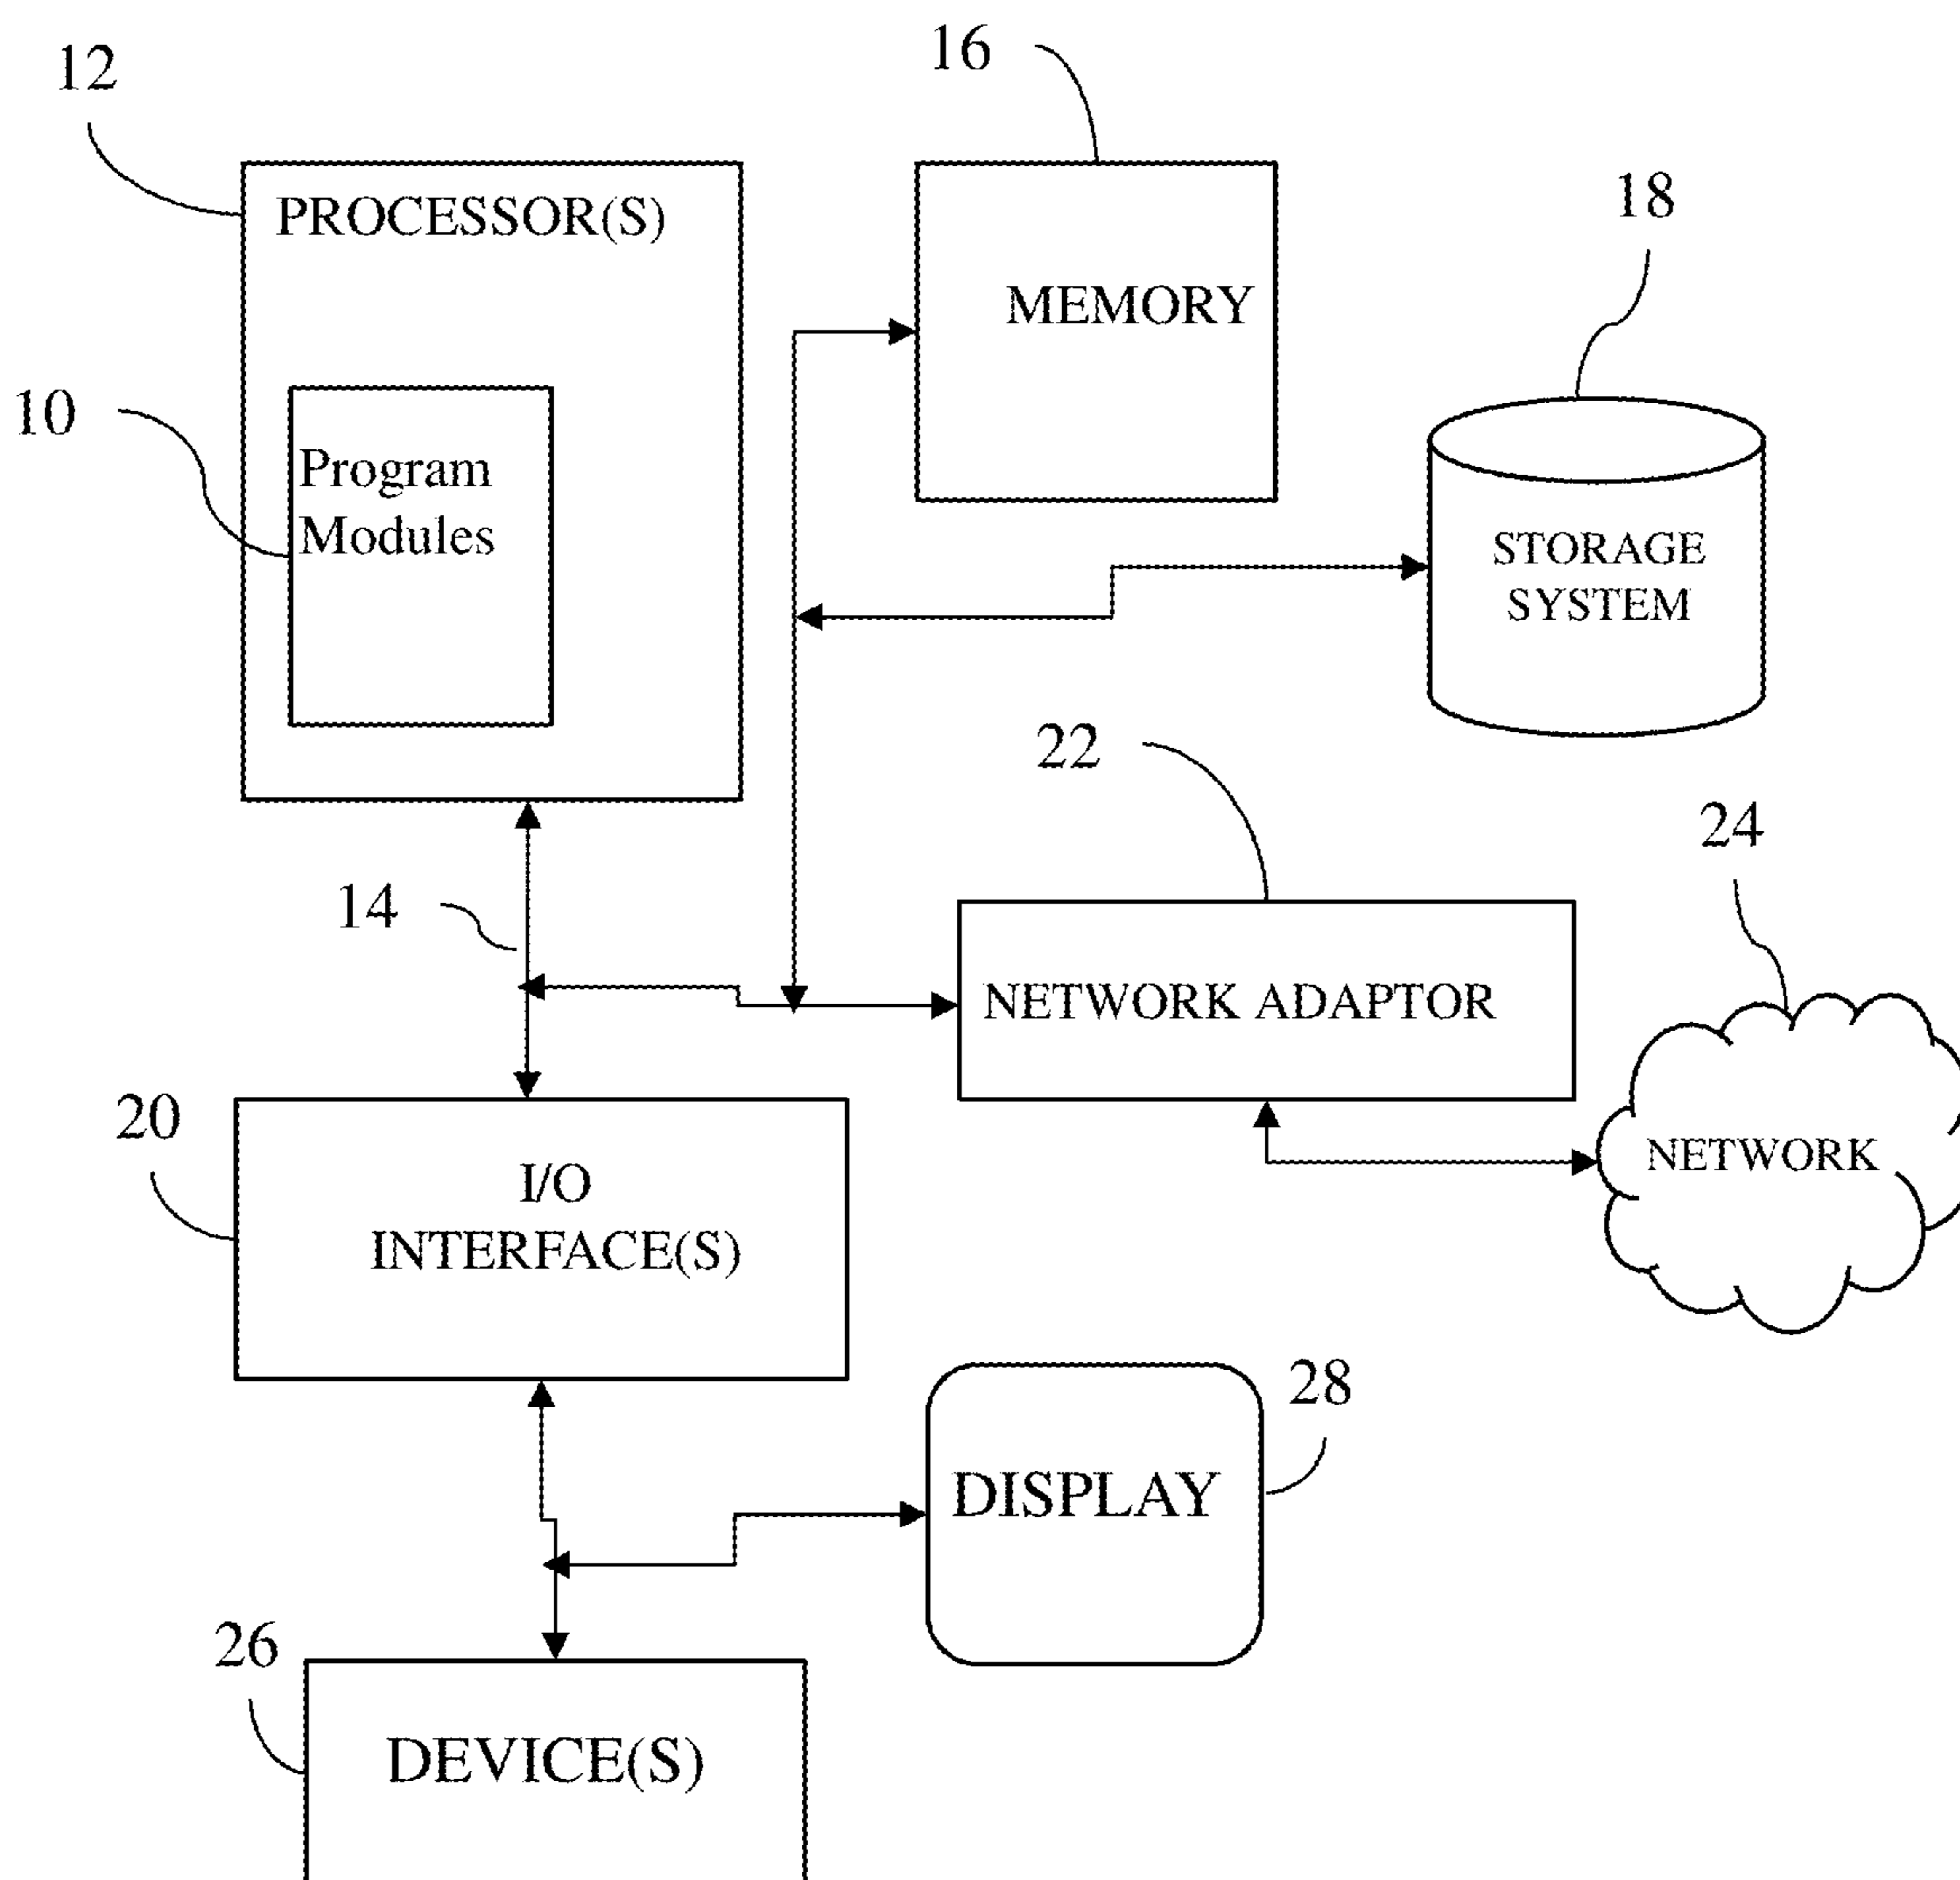 12
16
PROCESSOR(S)
18
MEMORY
10
Program
Modules
STORAGE
SYSTEM
22
24
14
NETWORK ADAPTOR
20
I/O
INTERFACE(S)
NETWORK
28
DISPLAY
26
DEVICE(S)